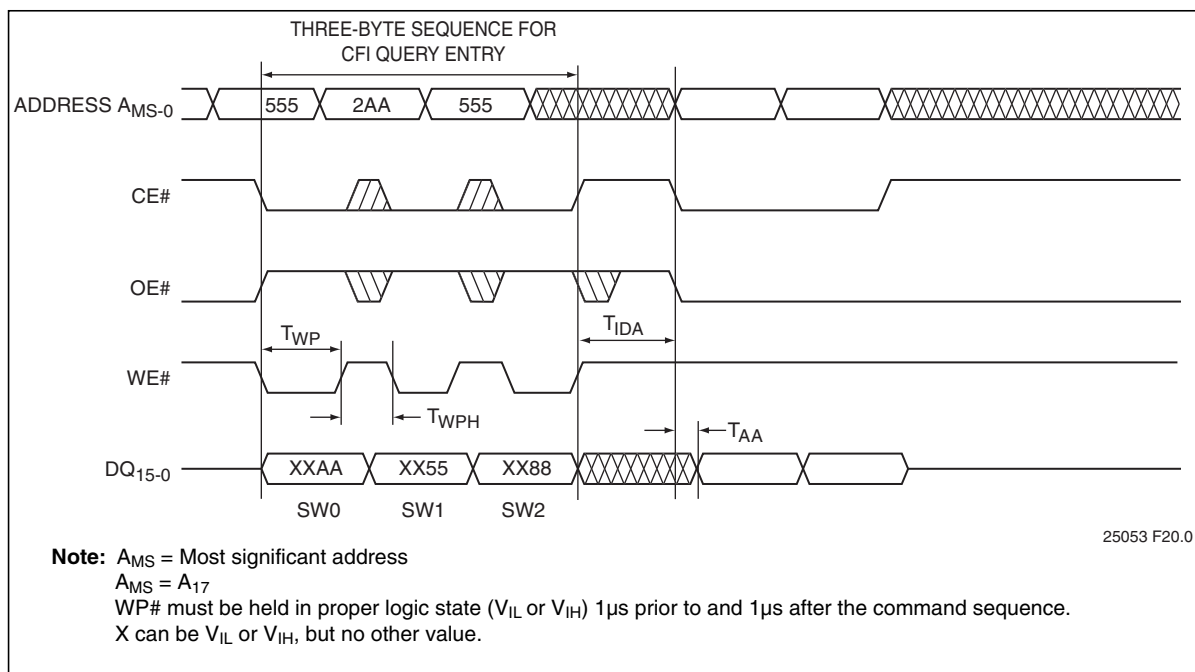 THREE-BYTE SEQUENCE FOR
CFI QUERY ENTRY
ADDRESS AMS-0
555 2AA 555
CE#
OE#
TWP
TIDA
WE#
TWPH
TAA
DQ15-0
XXAA XX55 XX88
SW0 SW1 SW2
25053 F20.0
Note: AMS = Most significant address
AMS = A17
WP# must be held in proper logic state (VIL or VIH) 1µs prior to and 1µs after the command sequence.
X can be VIL or VIH, but no other value.